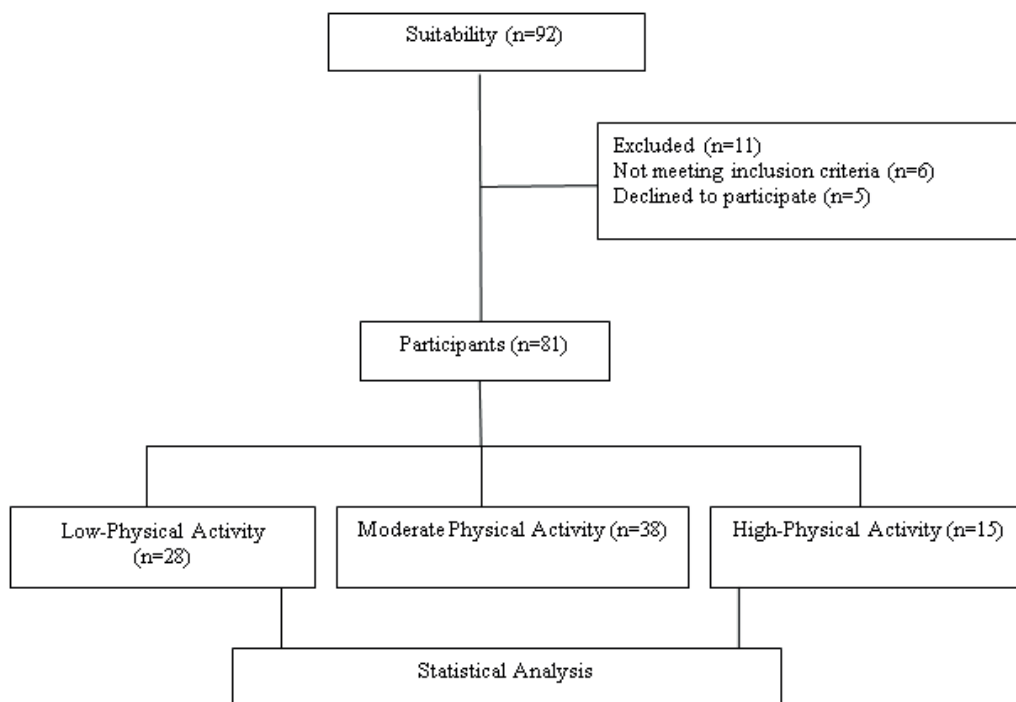 Suitability (n=92)
Excluded (n=11)
Not meeting inclusion criteria (n=6)
Declined to participate (n=5)
Participants (n=81)
Low-Physical Activity
(n=28)
Moderate Physical Activity (n=38)
High-Physical Activity (n=15)
Statistical Analysis